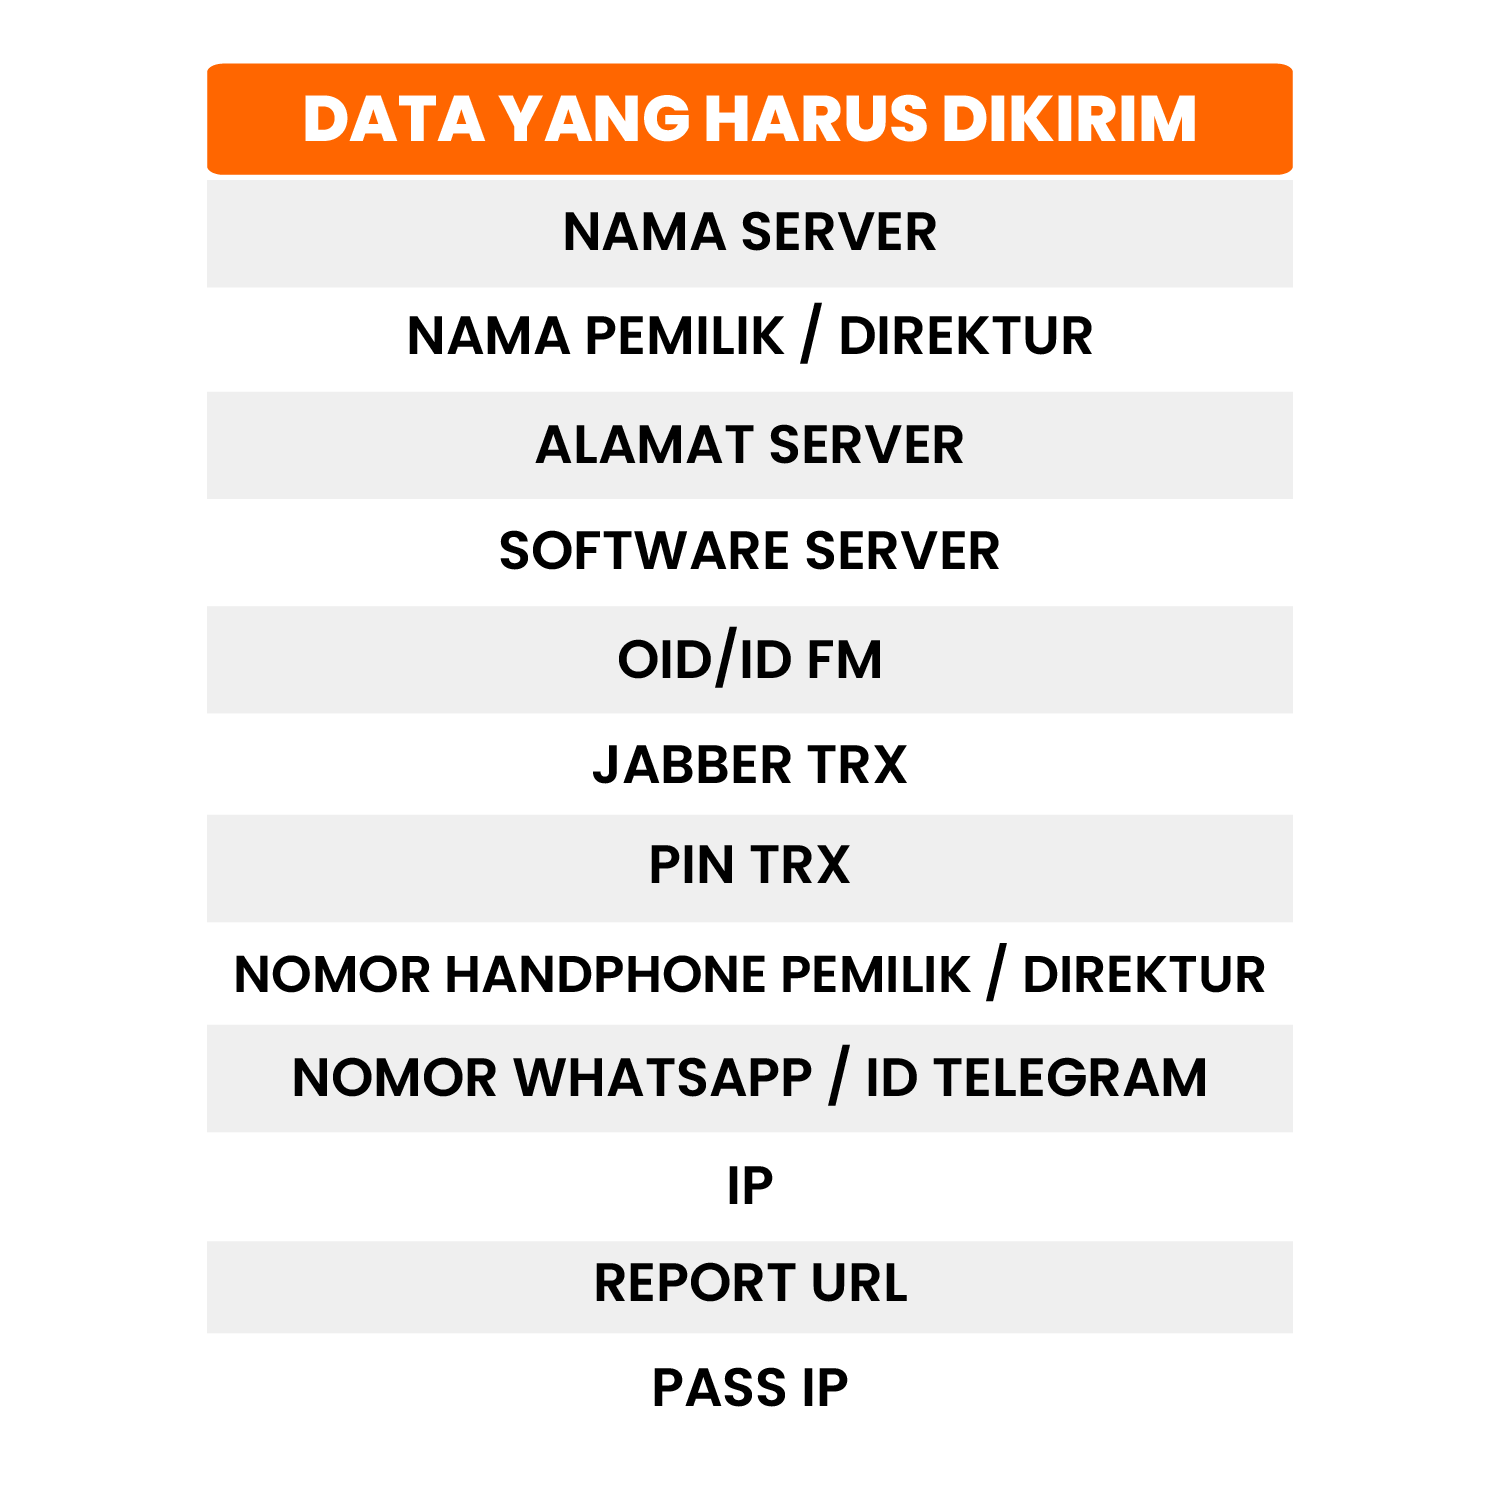 DATA YANG HARUS DIKIRIM
NAMA SERVER
NAMA PEMILIK / DIREKTUR
ALAMAT SERVER
SOFTWARE SERVER
OID/ID FM
JABBER TRX
PIN TRX
NOMOR HANDPHONE PEMILIK / DIREKTUR
NOMOR WHATSAPP / ID TELEGRAM
IP
REPORT URL
PASS IP